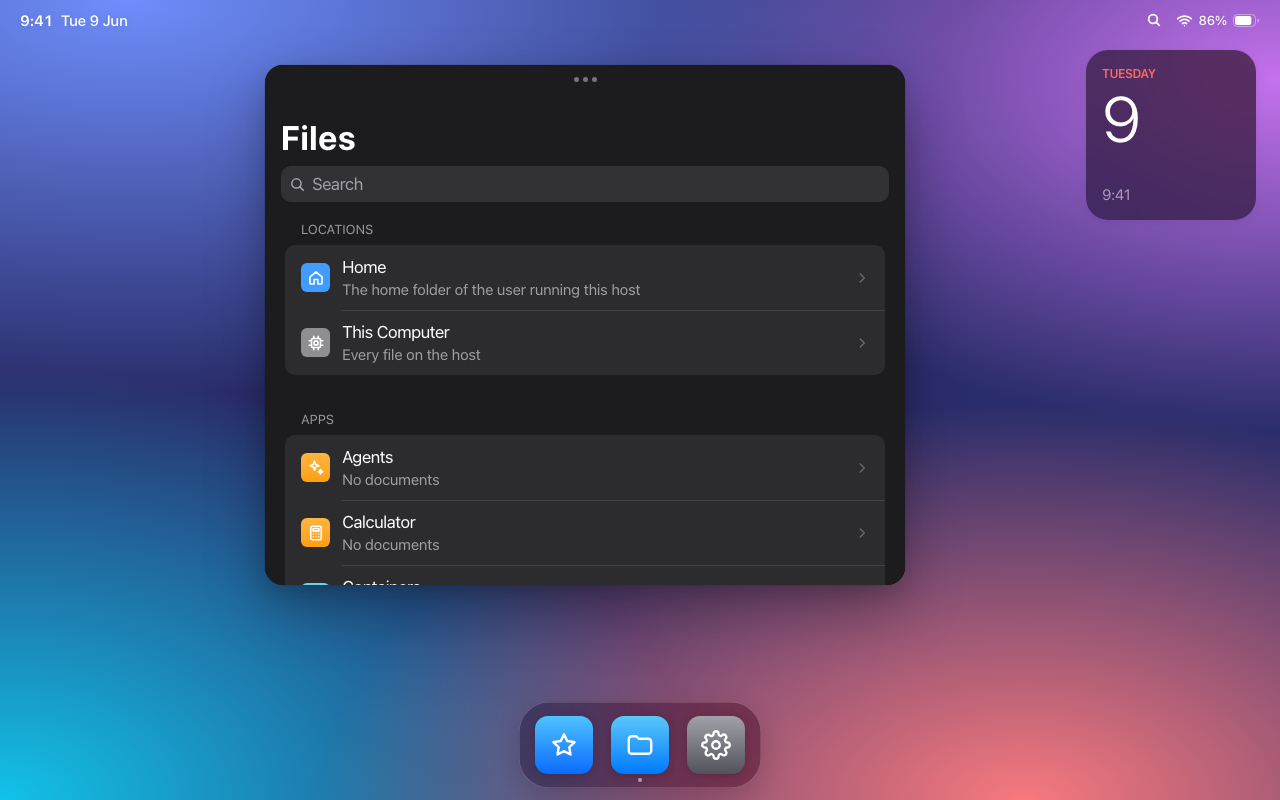 9:41 Tue 9 Jun
86%
TUESDAY
9
9:41
Files
Search
LOCATIONS
Home
The home folder of the user running this host
This Computer
Every file on the host
APPS
Agents
No documents
Calculator
No documents
Containers